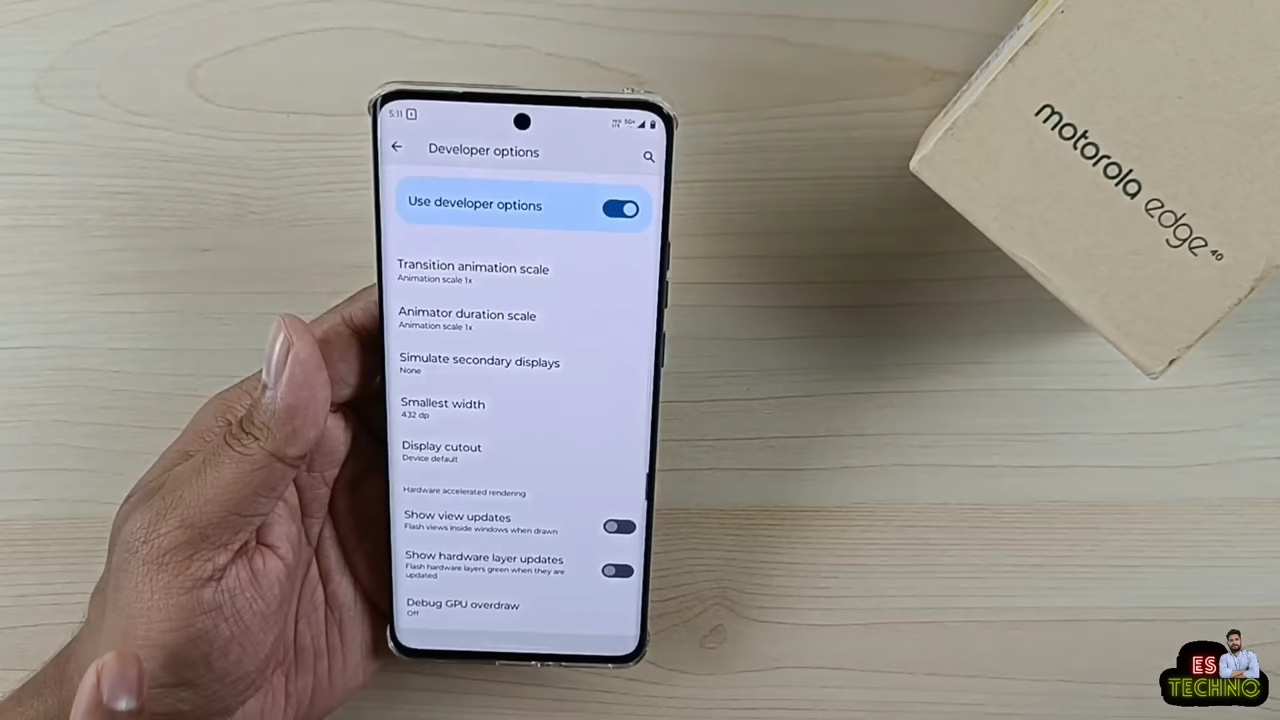 5:11
5G+
Developer options
Use developer options
Transition animation scale
Animation scale 1x
Animator duration scale
Animation scale 1x
Simulate secondary displays
None
Smallest width
432 dp
Display cutout
Device default
Hardware accelerated rendering
Show view updates
Flash views inside windows when drawn
Show hardware layer updates
Flash hardware layers green when they are
updated
Debug GPU overdraw
Off
motorola edge 40
ES
TECHNO